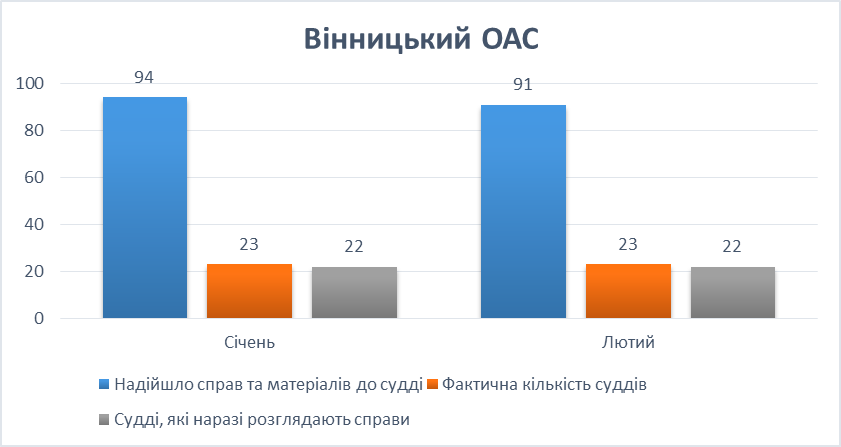 Вінницький ОАС
94
91
100
80
60
40
20
0
23
22
23
22
Січень
Лютий
Надійшло справ та матеріалів до судді
Фактична кількість суддів
Судді, які наразі розглядають справи